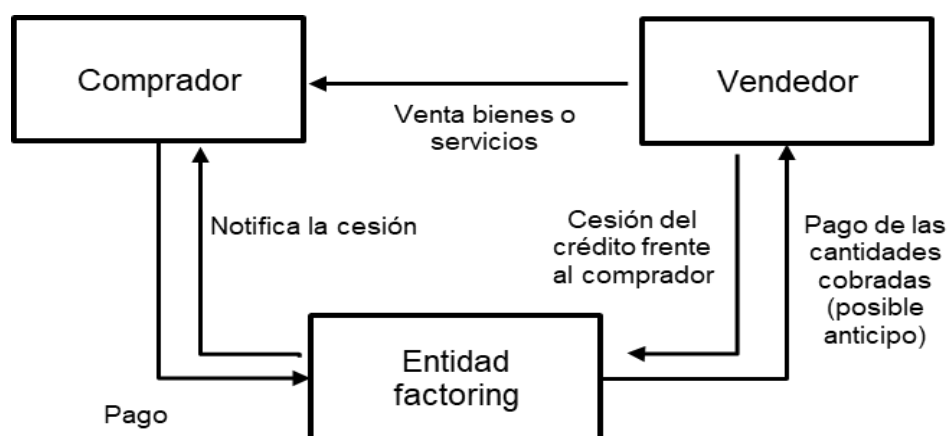 Comprador
Vendedor
Venta bienes o
servicios
Notifica la cesión
Cesión del
crédito frente
al comprador
Pago de las
cantidades
cobradas
(posible
anticipo)
Entidad
factoring
Pago